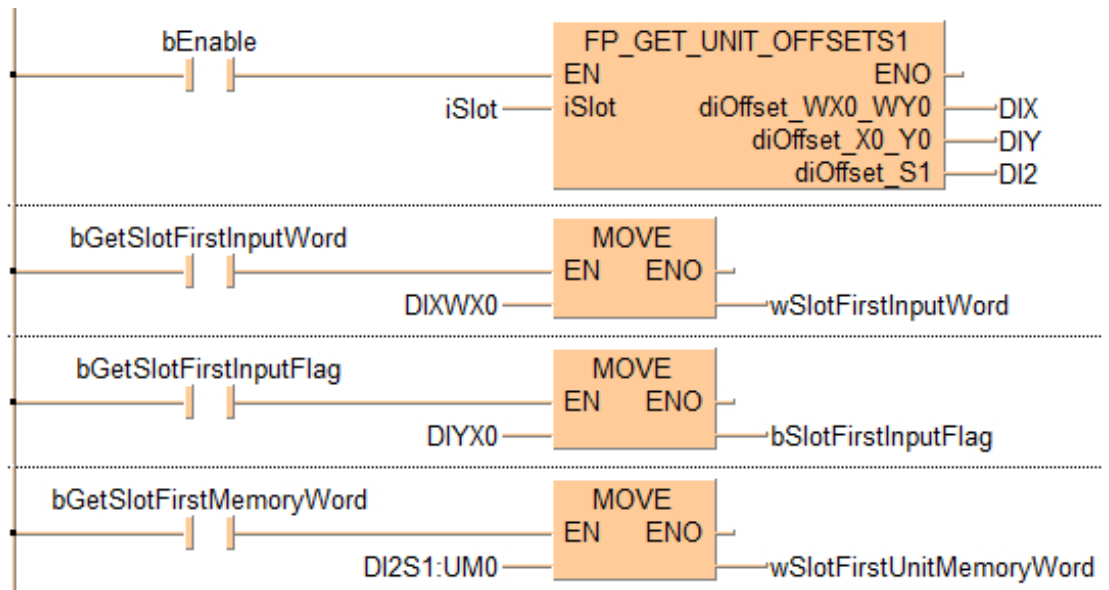 bEnable
FP_GET_UNIT_OFFSETS1
EN ENO
iSlot iSlot diOffset_WX0_WY0 DIX
diOffset_X0_Y0 DIY
diOffset_S1 DI2
bGetSlotFirstInputWord
MOVE
EN ENO
DIXWX0 wSlotFirstInputWord
bGetSlotFirstInputFlag
MOVE
EN ENO
DIYX0 bSlotFirstInputFlag
bGetSlotFirstMemoryWord
MOVE
EN ENO
DI2S1:UM0 wSlotFirstUnitMemoryWord